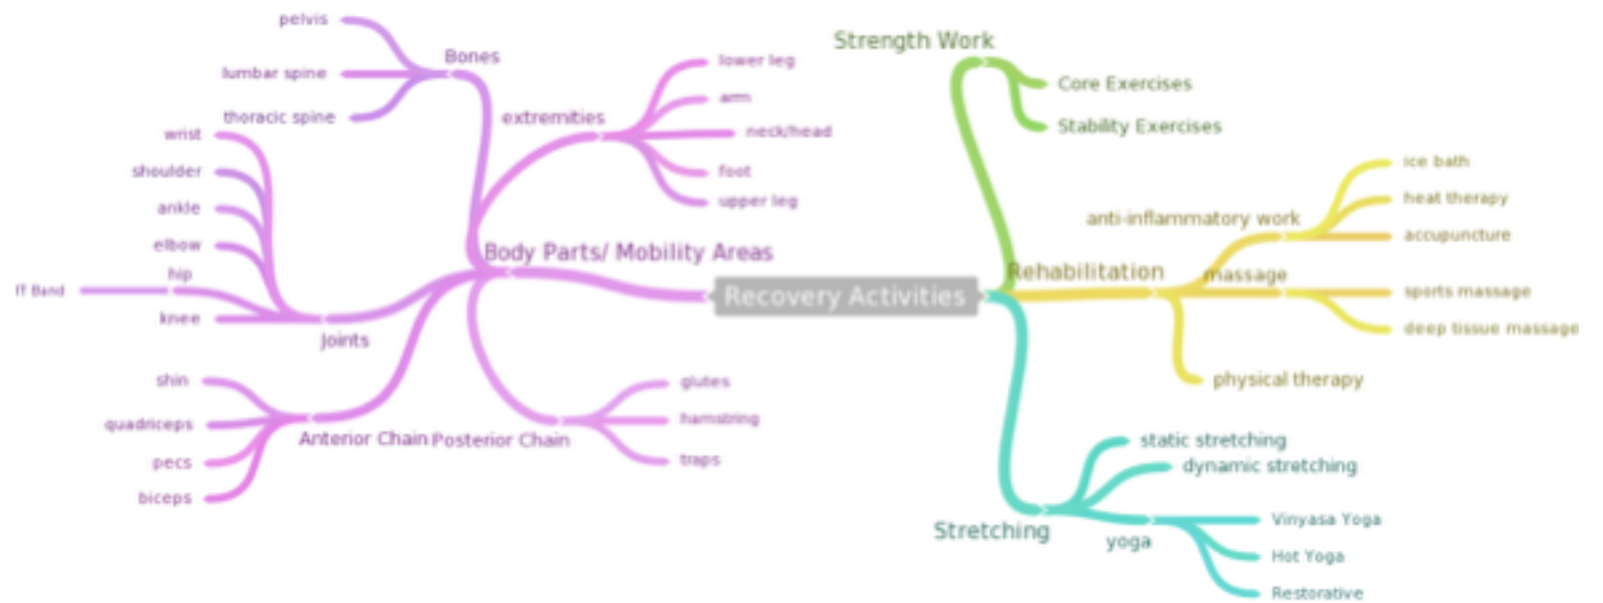 pelvis
Bones
lumbar spine
thoracic spine
extremities
lower leg
arm
neck/head
foot
upper leg
wrist
shoulder
ankle
elbow
hip
IT Band
knee
Joints
Body Parts/ Mobility Areas
shin
quadriceps
pecs
biceps
Anterior Chain
Posterior Chain
glutes
hamstring
traps
Recovery Activities
Strength Work
Core Exercises
Stability Exercises
Rehabilitation
anti-inflammatory work
ice bath
heat therapy
accupuncture
massage
sports massage
deep tissue massage
physical therapy
Stretching
static stretching
dynamic stretching
yoga
Vinyasa Yoga
Hot Yoga
Restorative